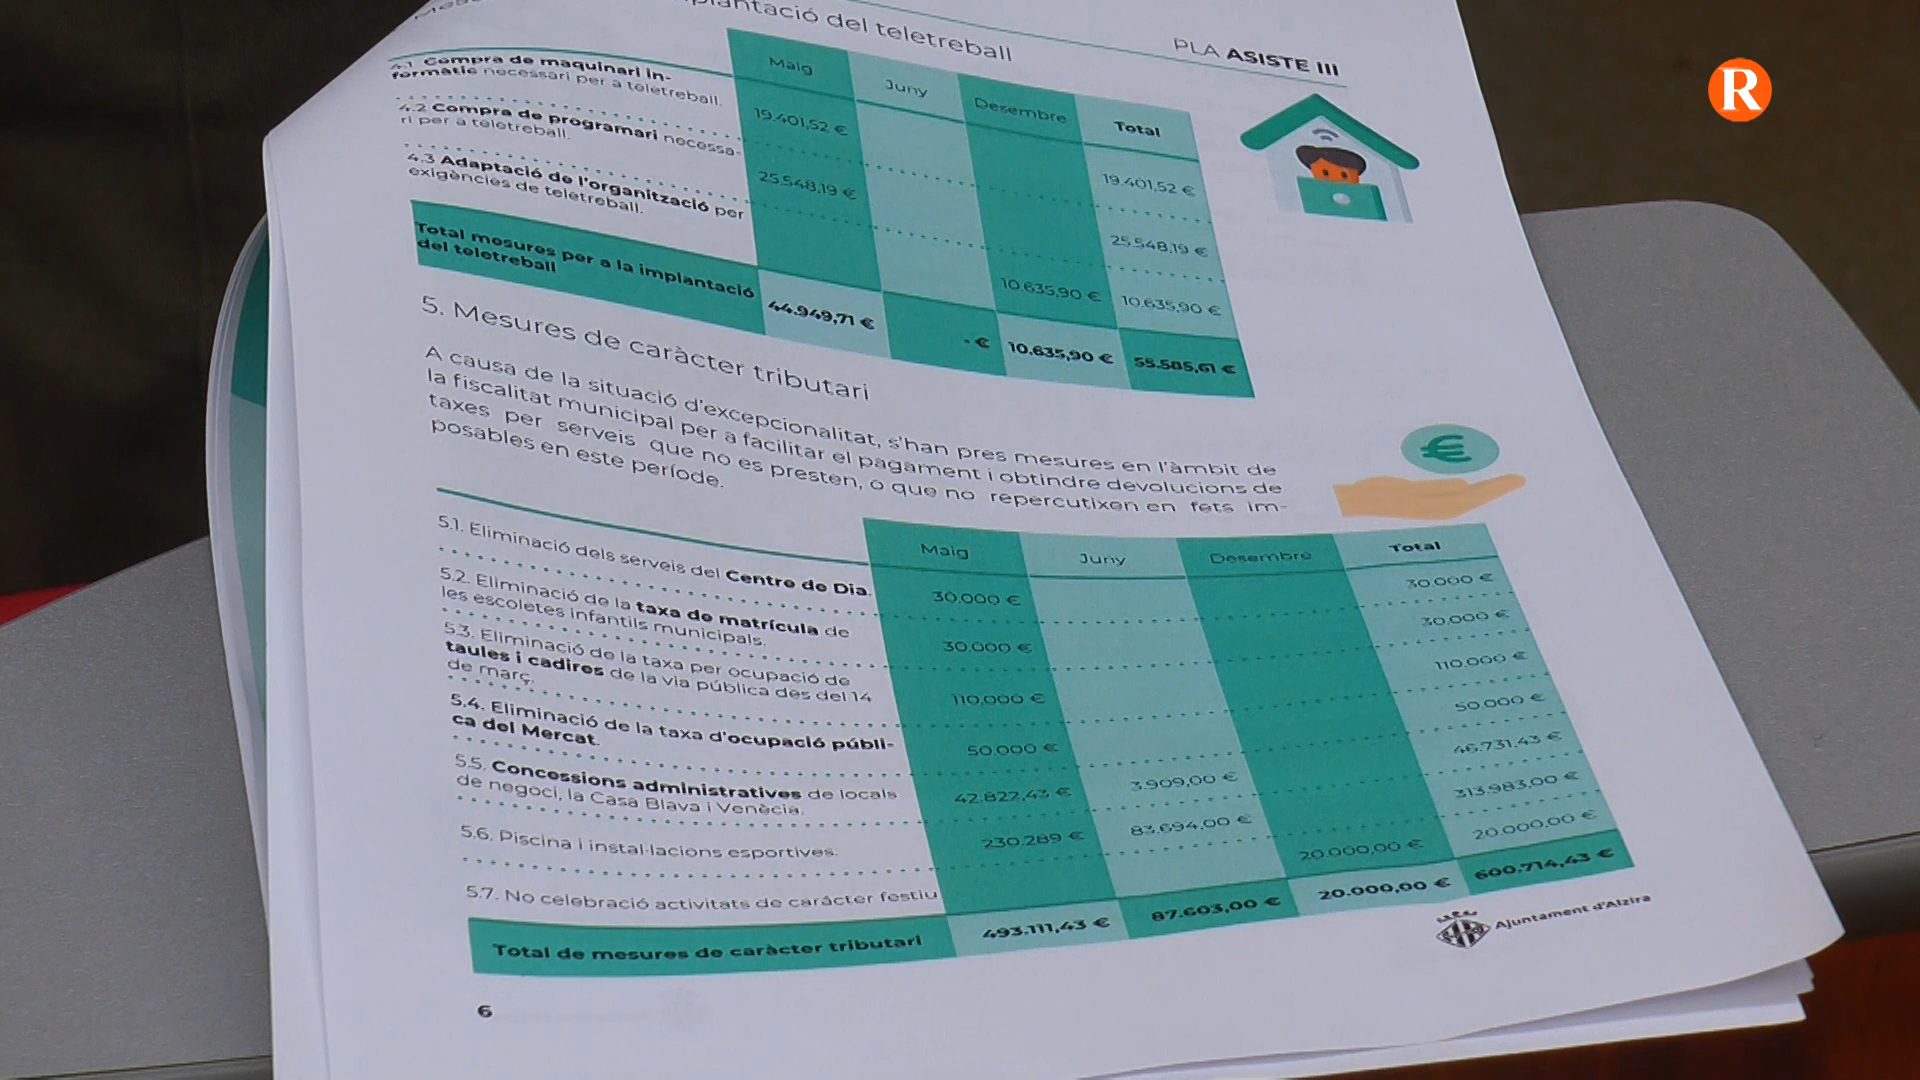 plantació del teletreball
PLA ASISTE III
R
Maig
Juny
Desembre
Total
4.1 Compra de maquinari in-
formàtic necessari per a teletreball.
19.401,52 €
19.401,52 €
4.2 Compra de programari necessa-
ri per a teletreball.
25.548,19 €
25.548,19 €
4.3 Adaptació de l'organització per
exigències de teletreball.
10.635,90 €
10.635,90 €
Total mesures per a la implantació
del teletreball
44.949,71 €
- €
10.635,90 €
55.585,61 €
5. Mesures de caràcter tributari
A causa de la situació d'excepcionalitat, s'han pres mesures en l'àmbit de
la fiscalitat municipal per a facilitar el pagament i obtindre devolucions de
taxes per serveis que no es presten, o que no repercutixen en fets im-
posables en este període.
€
Maig
Juny
Desembre
Total
5.1. Eliminació dels serveis del Centre de Dia.
30.000 €
30.000 €
5.2. Eliminació de la taxa de matrícula de
les escoletes infantils municipals.
30.000 €
30.000 €
5.3. Eliminació de la taxa per ocupació de
taules i cadires de la via pública des del 14
de març.
110.000 €
110.000 €
5.4. Eliminació de la taxa d'ocupació públi-
ca del Mercat.
50.000 €
50.000 €
5.5. Concessions administratives de locals
de negoci, la Casa Blava i Venècia.
42.822,43 €
3.909,00 €
46.731,43 €
5.6. Piscina i instal·lacions esportives.
230.289 €
83.694,00 €
313.983,00 €
5.7. No celebració activitats de caràcter festiu
20.000,00 €
20.000,00 €
Total de mesures de caràcter tributari
493.111,43 €
87.603,00 €
20.000,00 €
600.714,43 €
Ajuntament d'Alzira
6